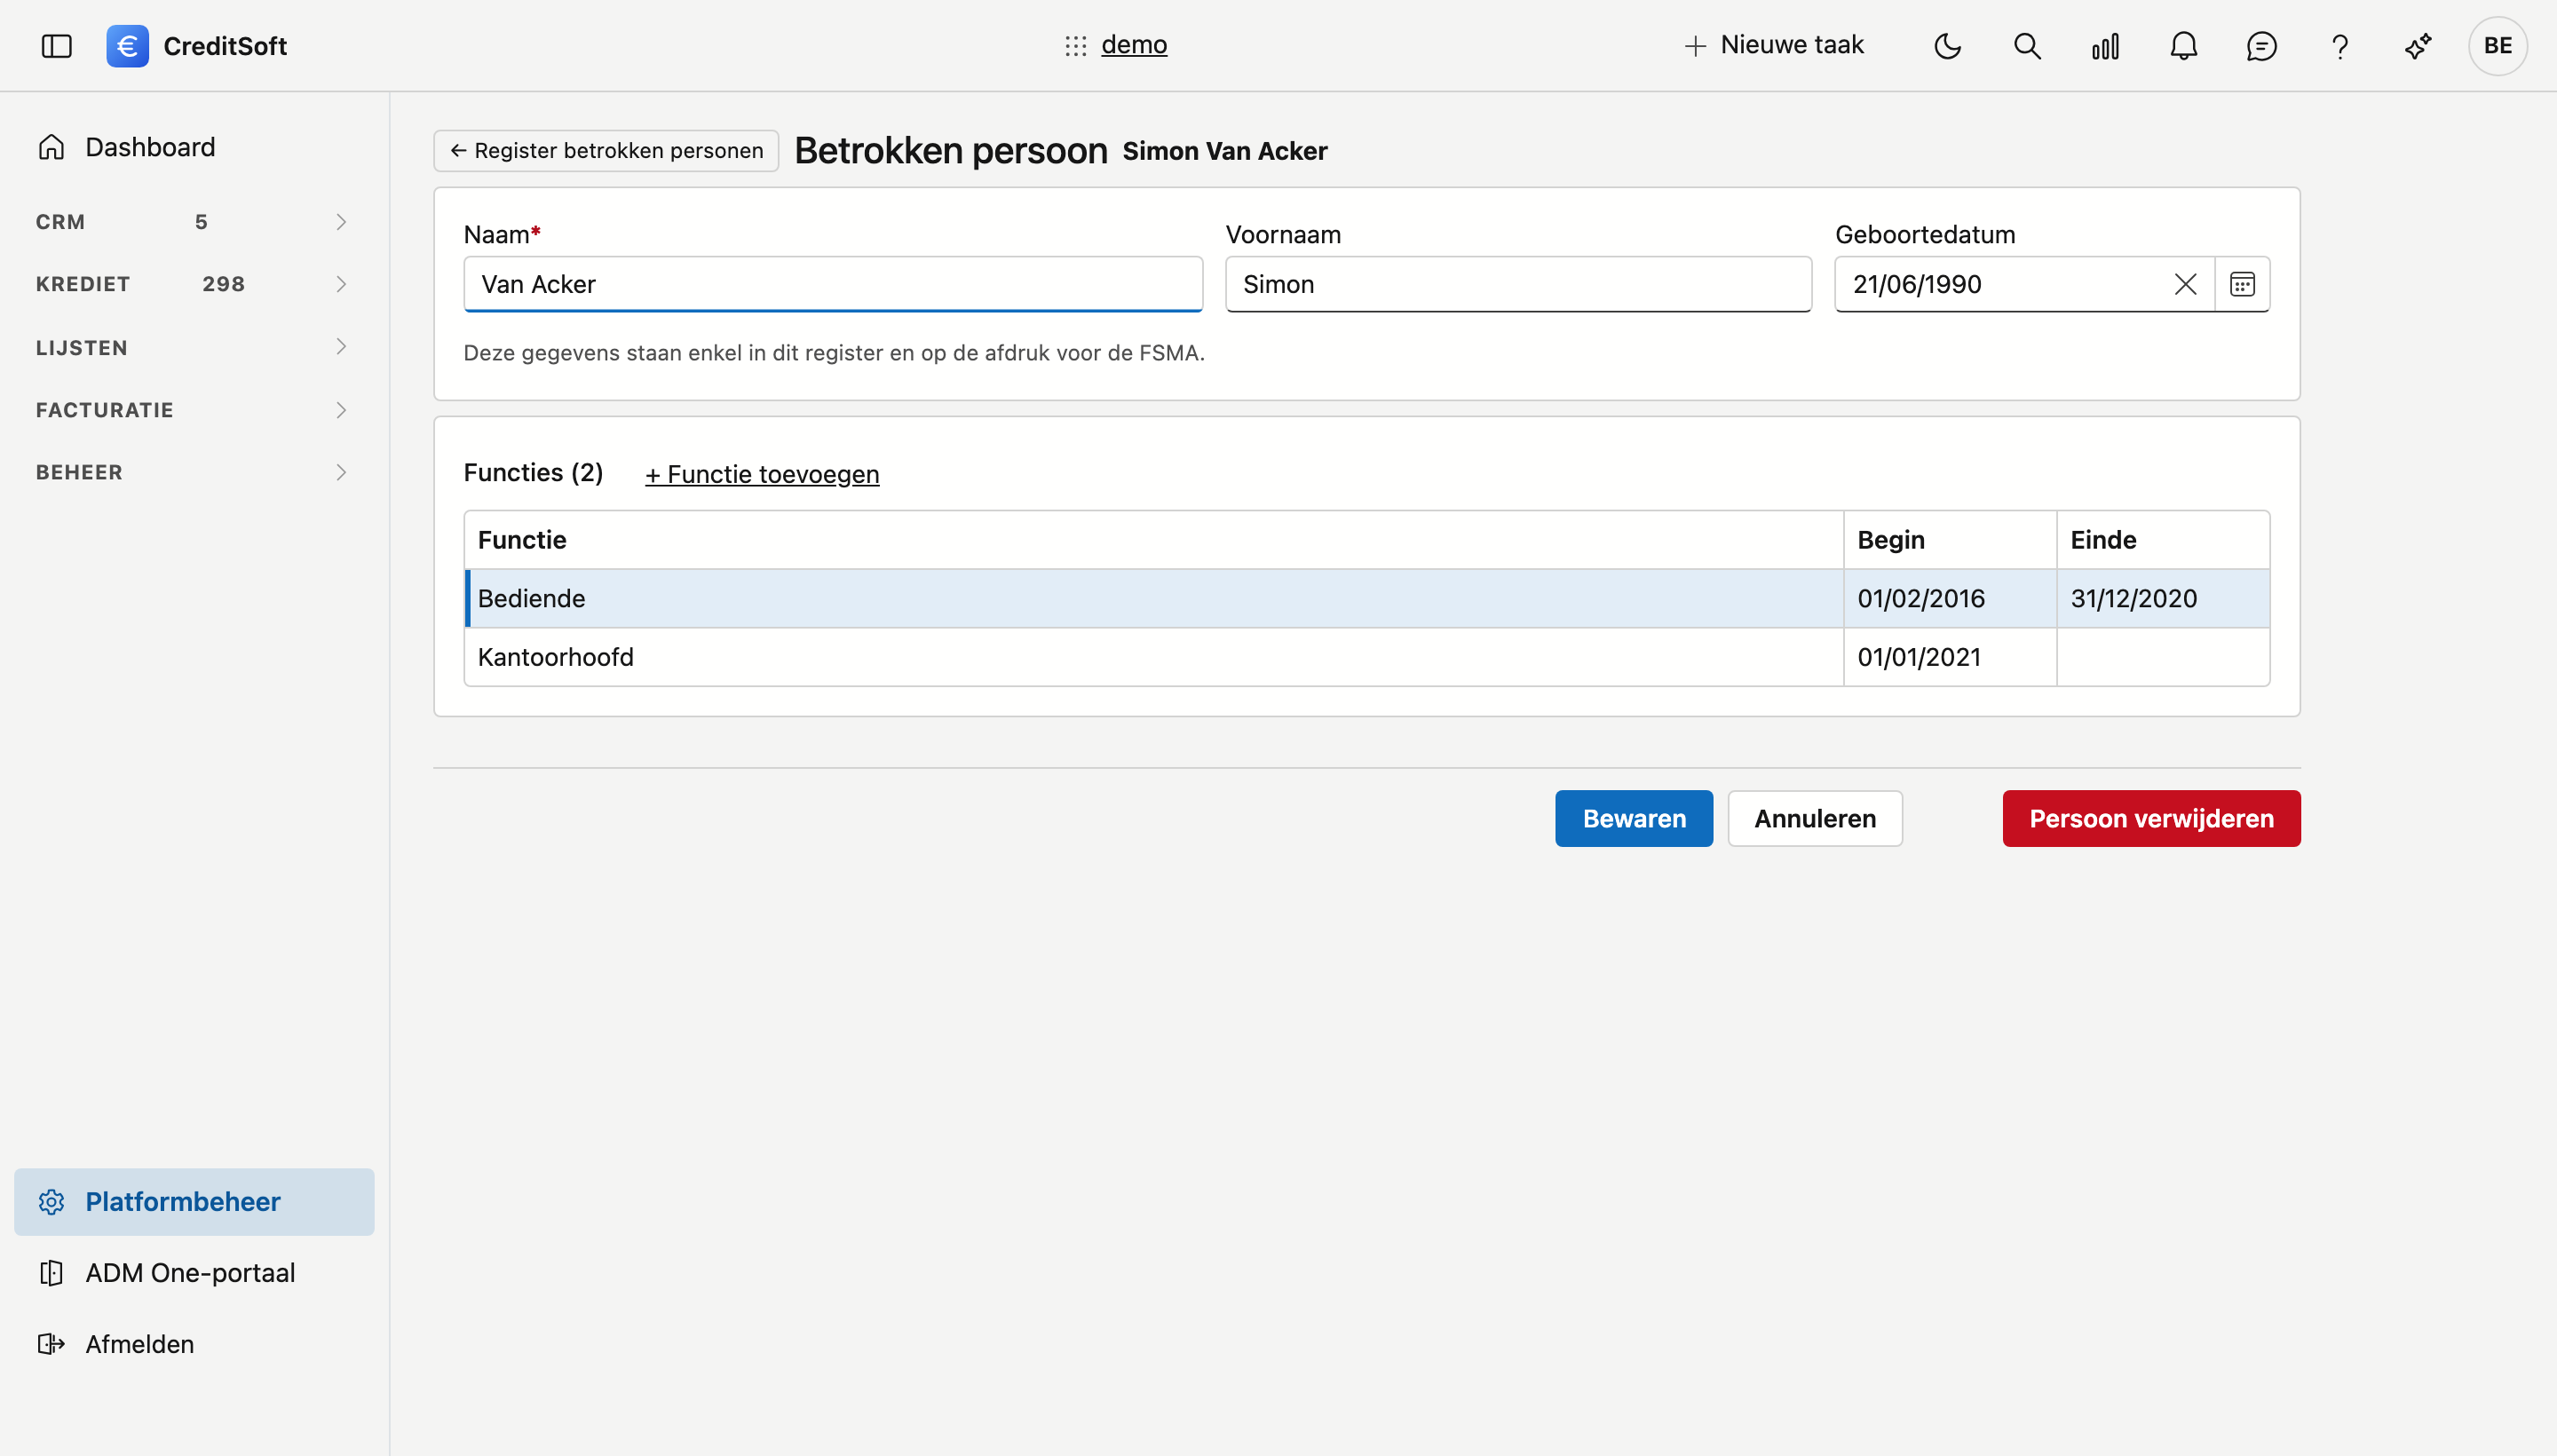 CreditSoft
demo
Nieuwe taak
BE
Dashboard
CRM 5
KREDIET 298
LIJSTEN
FACTURATIE
BEHEER
Platformbeheer
ADM One-portaal
Afmelden
← Register betrokken personen Betrokken persoon Simon Van Acker
Naam* Voornaam Geboortedatum
Van Acker Simon 21/06/1990
Deze gegevens staan enkel in dit register en op de afdruk voor de FSMA.
Functies (2) + Functie toevoegen
Functie Begin Einde
Bediende 01/02/2016 31/12/2020
Kantoorhoofd 01/01/2021
Bewaren Annuleren Persoon verwijderen